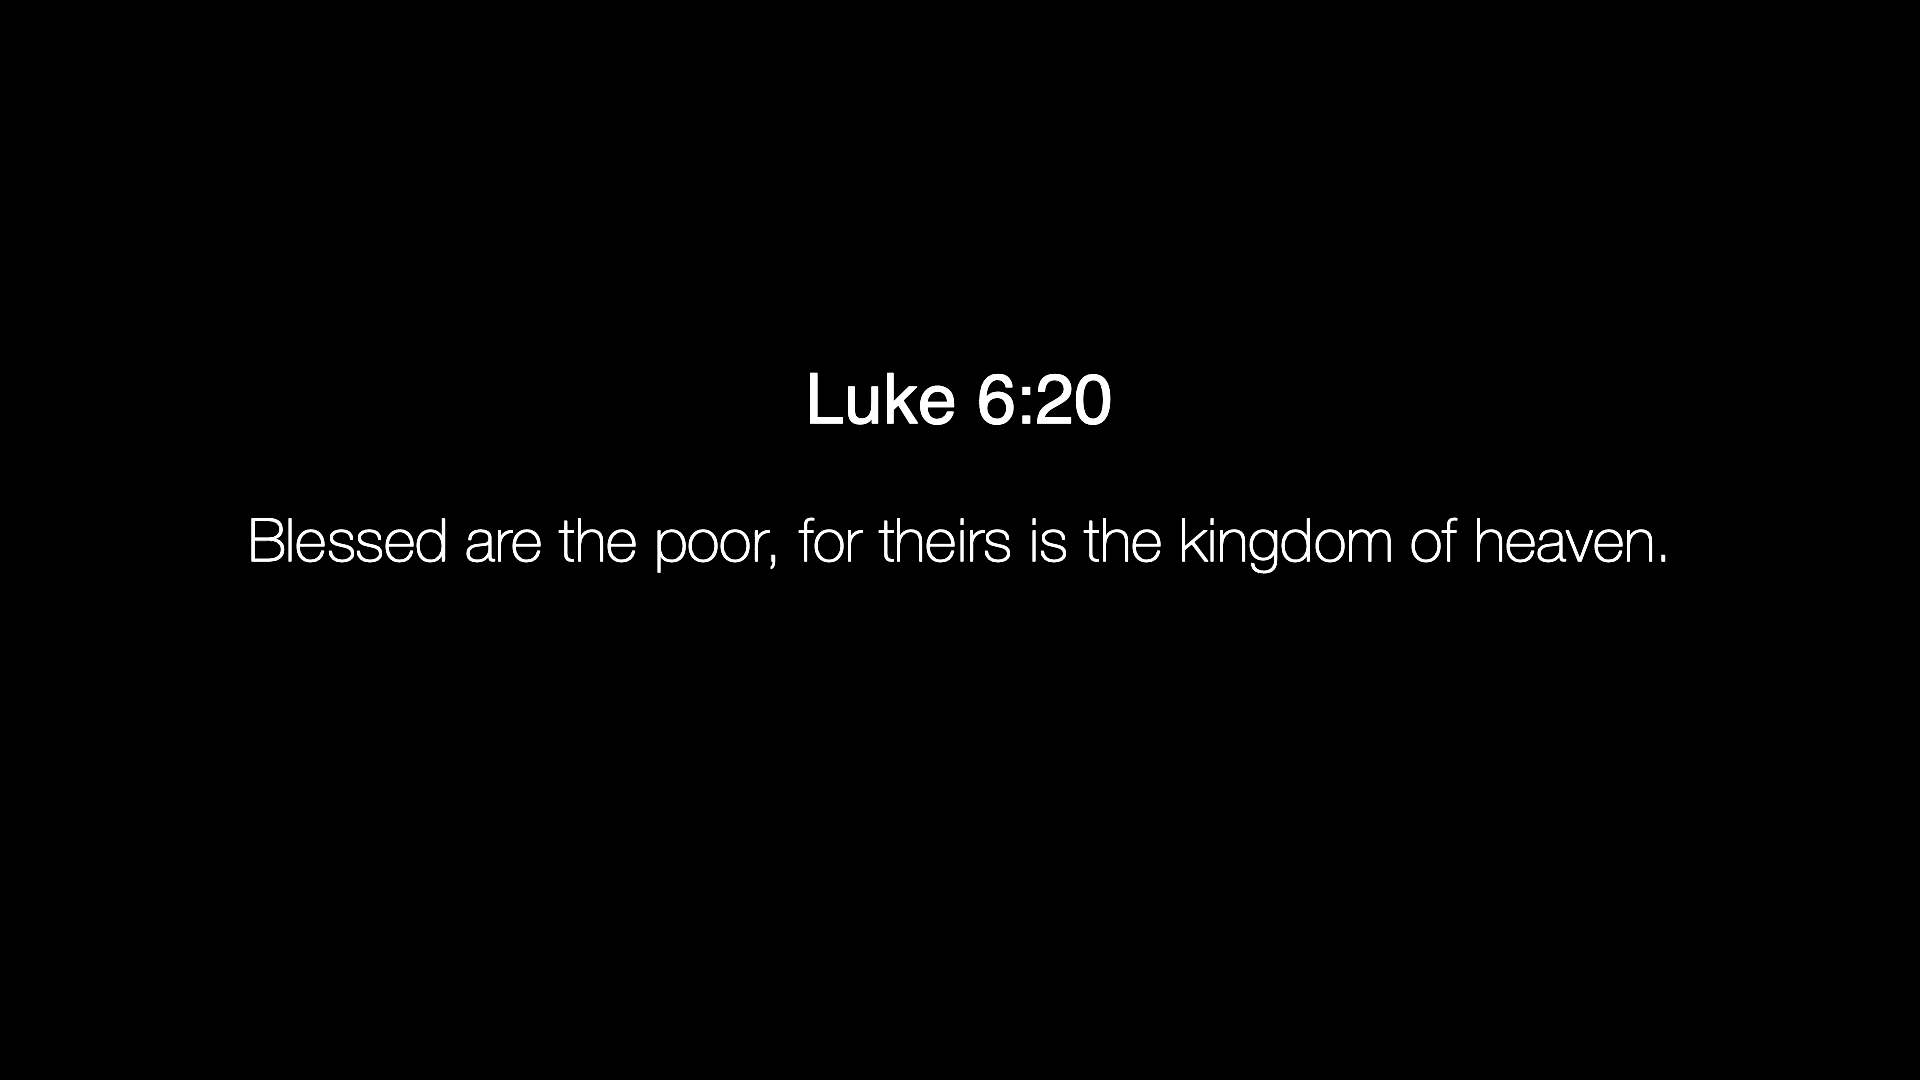 Luke 6:20
Blessed are the poor, for theirs is the kingdom of heaven.